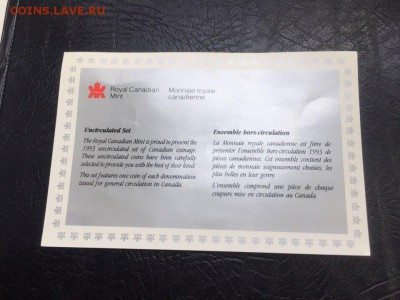 COINS.LAVE.RU
Royal Canadian
Mint
Monnaie royale
canadienne
Uncirculated Set
The Royal Canadian Mint is proud to present the
1993 uncirculated set of Canadian coinage.
These uncirculated coins have been carefully
selected to provide you with the best of their kind.
This set features one coin of each denomination
issued for general circulation in Canada.
Ensemble hors-circulation
La Monnaie royale canadienne est fière de
présenter l'ensemble hors-circulation 1993 de
pièces canadiennes. Cet ensemble contient des
pièces de monnaie soigneusement choisies, les
plus belles en leur genre.
L'ensemble comprend une pièce de chaque
coupure mise en circulation au Canada.